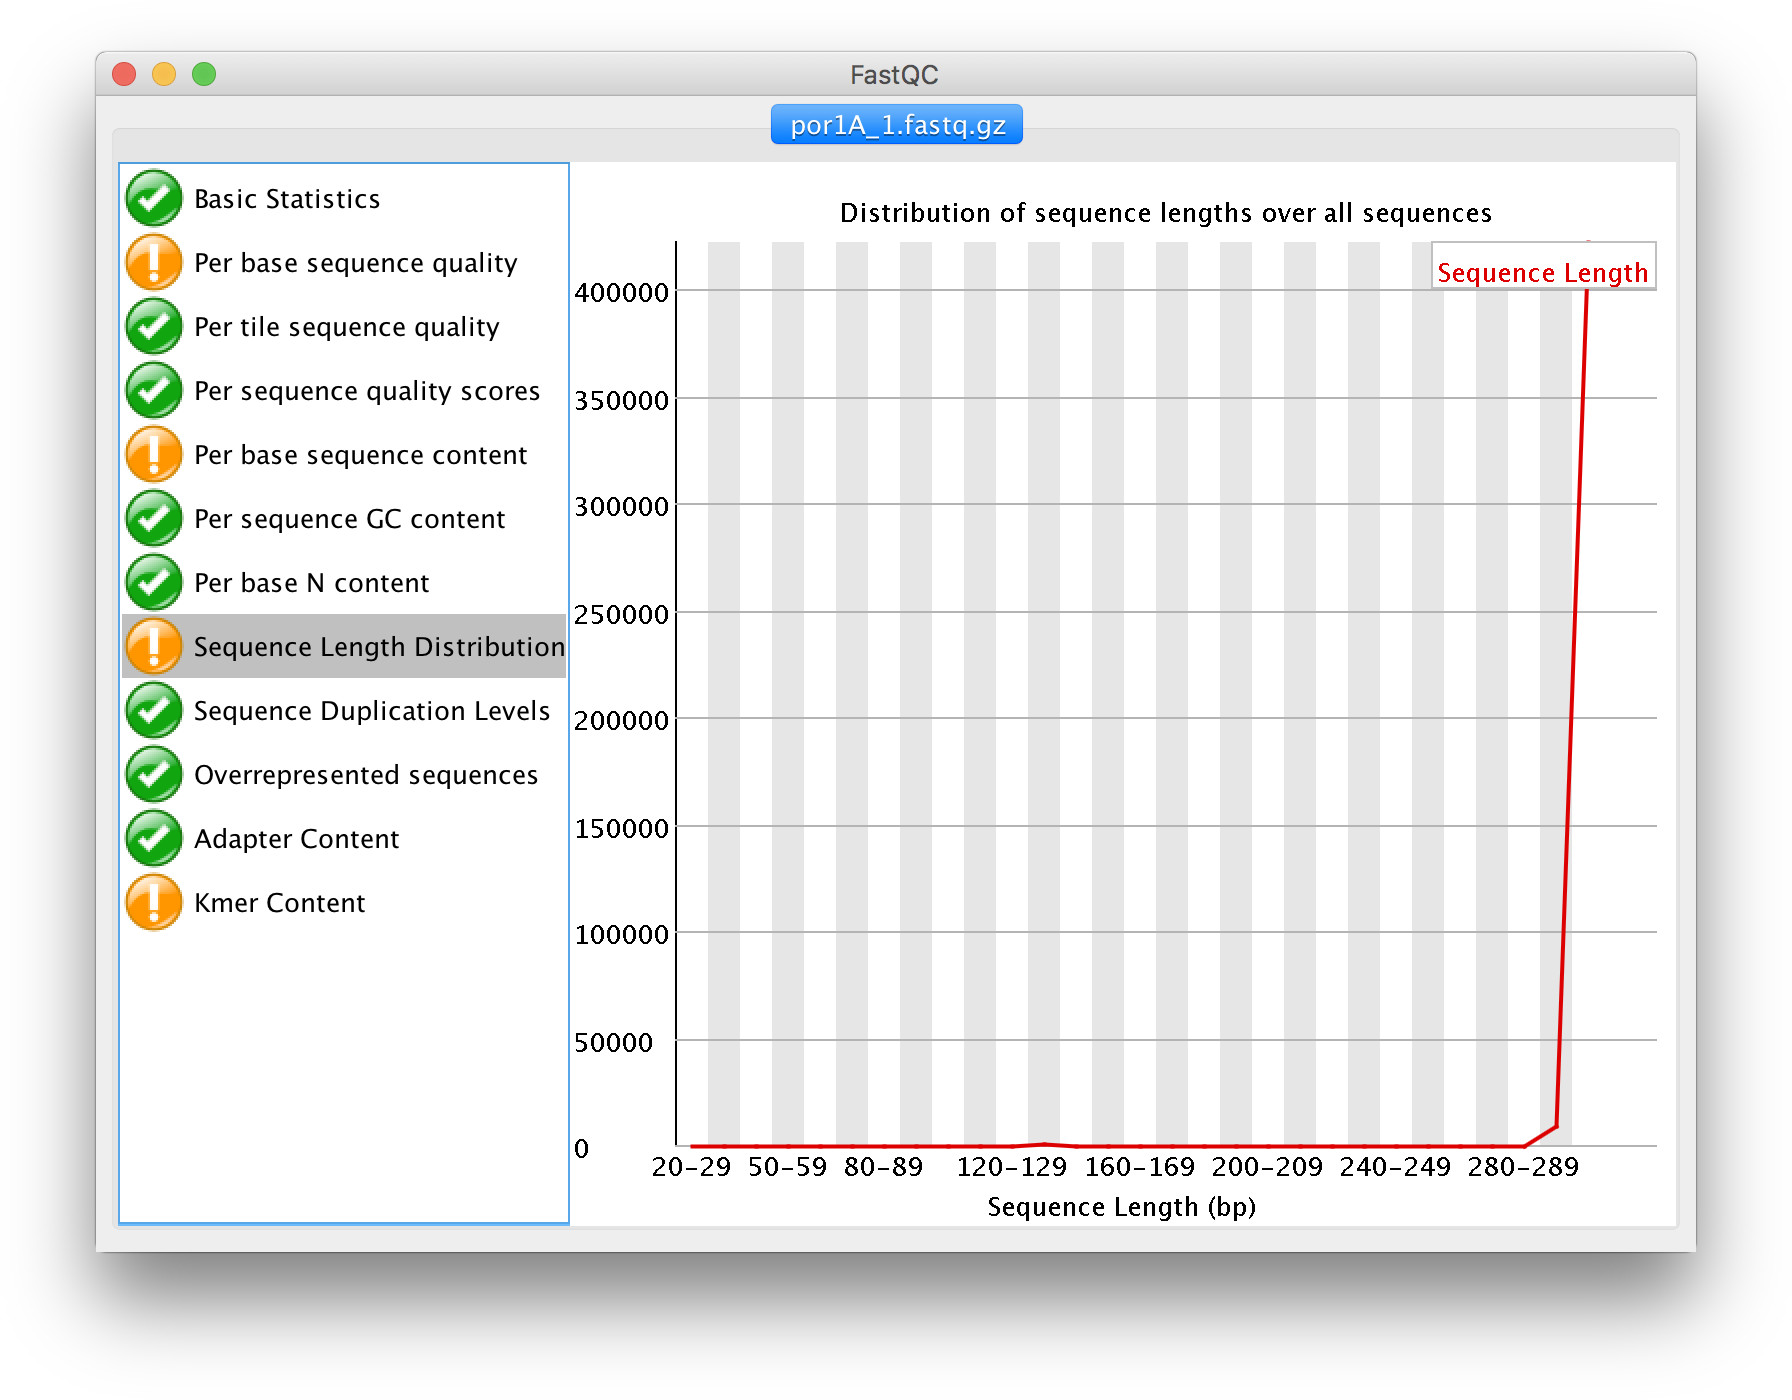 FastQC
por1A_1.fastq.gz
Basic Statistics
Per base sequence quality
Per tile sequence quality
Per sequence quality scores
Per base sequence content
Per sequence GC content
Per base N content
Sequence Length Distribution
Sequence Duplication Levels
Overrepresented sequences
Adapter Content
Kmer Content
Distribution of sequence lengths over all sequences
Sequence Length
400000
350000
300000
250000
200000
150000
100000
50000
0
20-29 50-59 80-89 120-129 160-169 200-209 240-249 280-289
Sequence Length (bp)